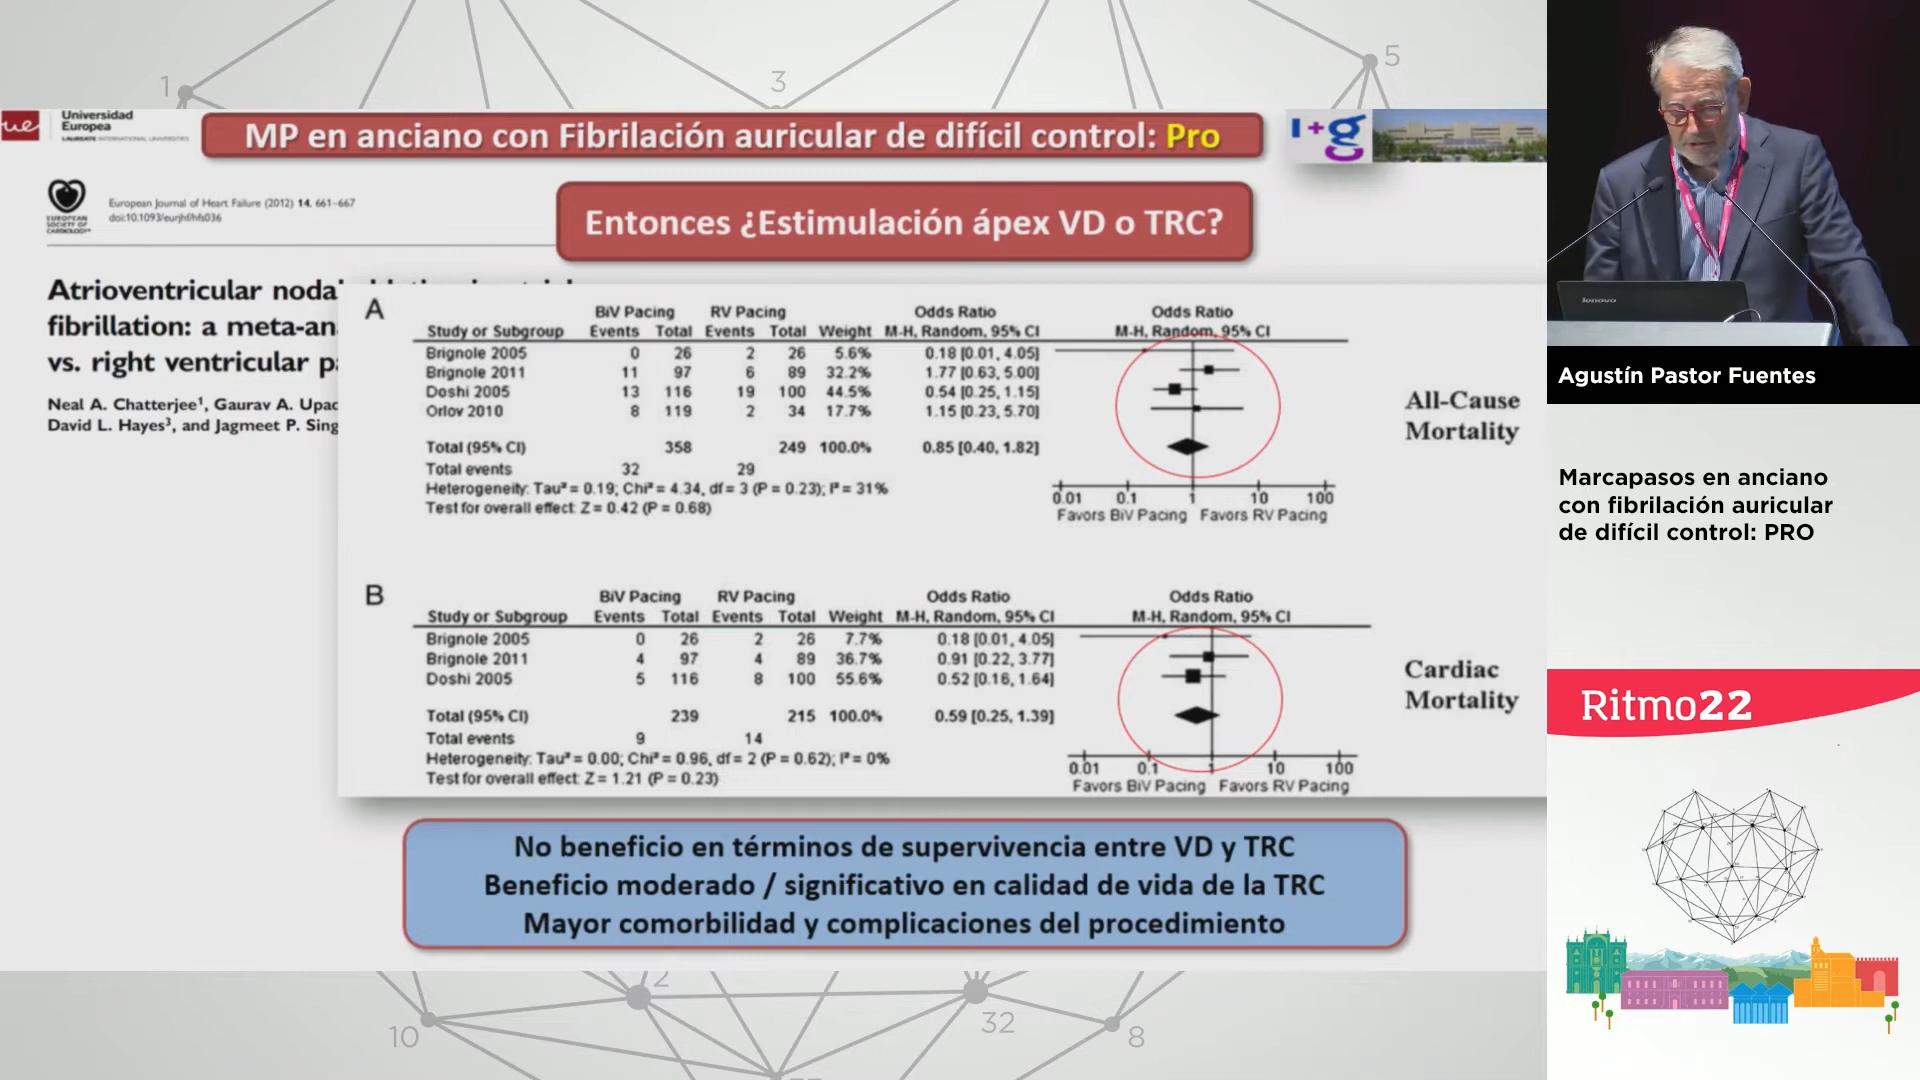 1
3
5
ue
Universidad
Europea
LAUREATE INTERNATIONAL UNIVERSITIES
MP en anciano con Fibrilación auricular de difícil control: Pro
I+g
EUROPEAN
SOCIETY OF
CARDIOLOGY®
European Journal of Heart Failure (2012) 14, 661–667
doi:10.1093/eurjhf/hfs036
Entonces ¿Estimulación ápex VD o TRC?
Atrioventricular noda
fibrillation: a meta-an
vs. right ventricular p
Neal A. Chatterjee¹, Gaurav A. Upad
David L. Hayes³, and Jagmeet P. Sing
A
BiV Pacing RV Pacing Odds Ratio Odds Ratio
Study or Subgroup Events Total Events Total Weight M-H, Random, 95% CI M-H, Random, 95% CI
Brignole 2005 0 26 2 26 5.6% 0.18 [0.01, 4.05]
Brignole 2011 11 97 6 89 32.2% 1.77 [0.63, 5.00]
Doshi 2005 13 116 19 100 44.5% 0.54 [0.25, 1.15]
Orlov 2010 8 119 2 34 17.7% 1.15 [0.23, 5.70]
Total (95% CI) 358 249 100.0% 0.85 [0.40, 1.82]
Total events 32 29
Heterogeneity: Tau² = 0.19; Chi² = 4.34, df = 3 (P = 0.23); I² = 31%
Test for overall effect: Z = 0.42 (P = 0.68)
0.01 0.1 1 10 100
Favors BiV Pacing Favors RV Pacing
All-Cause
Mortality
B
BiV Pacing RV Pacing Odds Ratio Odds Ratio
Study or Subgroup Events Total Events Total Weight M-H, Random, 95% CI M-H, Random, 95% CI
Brignole 2005 0 26 2 26 7.7% 0.18 [0.01, 4.05]
Brignole 2011 4 97 4 89 36.7% 0.91 [0.22, 3.77]
Doshi 2005 5 116 8 100 55.6% 0.52 [0.16, 1.64]
Total (95% CI) 239 215 100.0% 0.59 [0.25, 1.39]
Total events 9 14
Heterogeneity: Tau² = 0.00; Chi² = 0.96, df = 2 (P = 0.62); I² = 0%
Test for overall effect: Z = 1.21 (P = 0.23)
0.01 0.1 1 10 100
Favors BiV Pacing Favors RV Pacing
Cardiac
Mortality
No beneficio en términos de supervivencia entre VD y TRC
Beneficio moderado / significativo en calidad de vida de la TRC
Mayor comorbilidad y complicaciones del procedimiento
2
10
32
8
lenovo
Agustín Pastor Fuentes
Marcapasos en anciano
con fibrilación auricular
de difícil control: PRO
Ritmo22